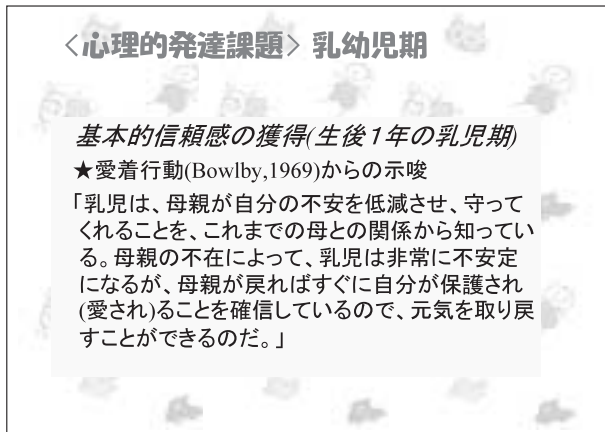 ＜心理的発達課題＞ 乳幼児期
基本的信頼感の獲得(生後１年の乳児期)
★愛着行動(Bowlby,1969)からの示唆
「乳児は、母親が自分の不安を低減させ、守って
くれることを、これまでの母との関係から知ってい
る。母親の不在によって、乳児は非常に不安定
になるが、母親が戻ればすぐに自分が保護され
(愛され)ることを確信しているので、元気を取り戻
すことができるのだ。」